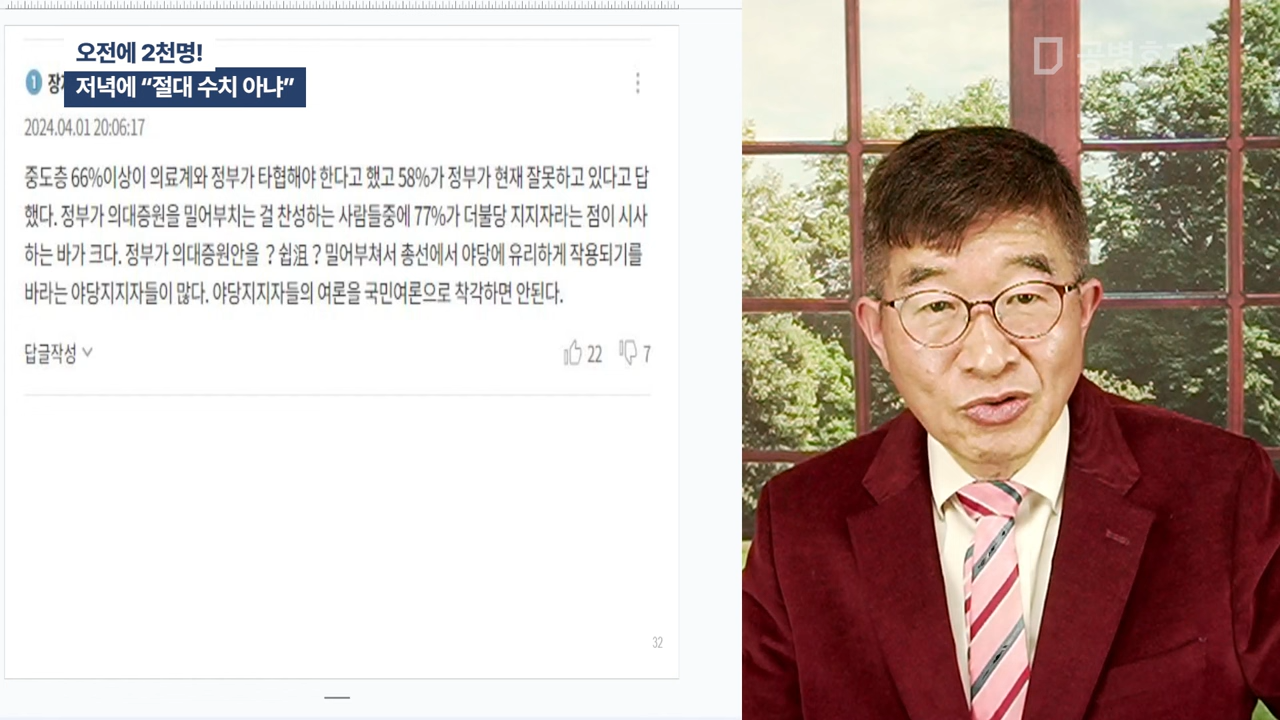 오전에 2천명!
저녁에 “절대 수치 아냐”
1 장
2024.04.01 20:06:17
중도층 66%이상이 의료계와 정부가 타협해야 한다고 했고 58%가 정부가 현재 잘못하고 있다고 답
했다. 정부가 의대증원을 밀어부치는 걸 찬성하는 사람들중에 77%가 더불당 지지자라는 점이 시사
하는 바가 크다. 정부가 의대증원안을 ? 쉽沮 ? 밀어부쳐서 총선에서 야당에 유리하게 작용되기를
바라는 야당지지자들이 많다. 야당지지자들의 여론을 국민여론으로 착각하면 안된다.
답글작성
22 7
32